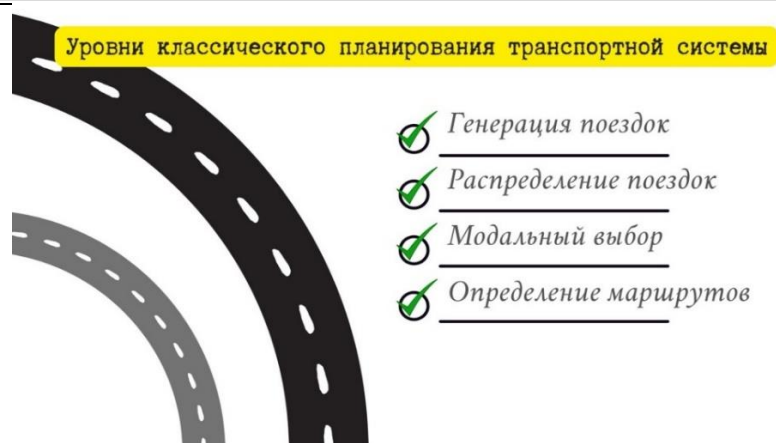 Уровни классического планирования транспортной системы
Генерация поездок
Распределение поездок
Модальный выбор
Определение маршрутов